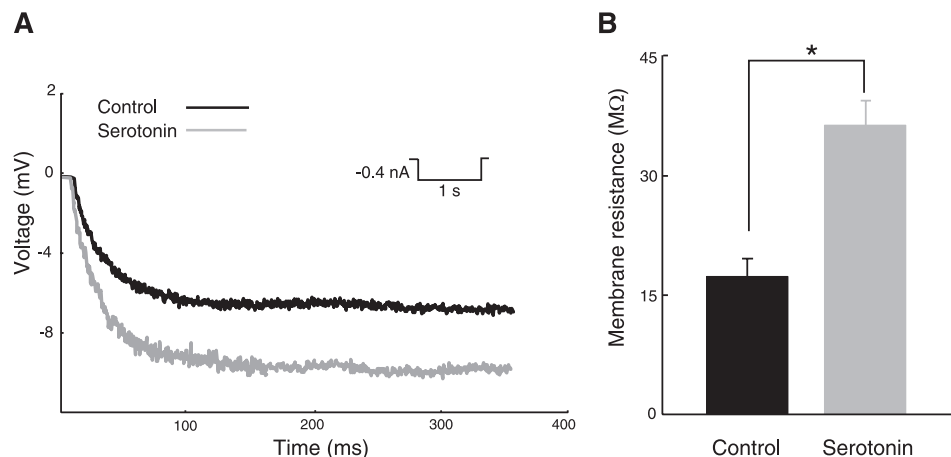 A
2
0
-4
-8
Voltage (mV)
Control
Serotonin
-0.4 nA
1 s
100
200
300
400
Time (ms)
B
45
30
15
0
Membrane resistance (MΩ)
*
Control
Serotonin